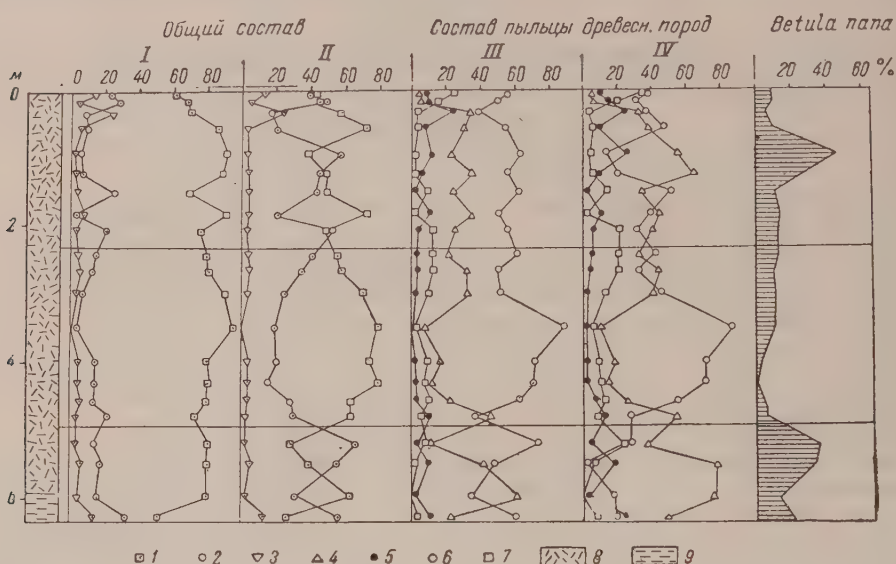 Общий состав
Состав пыльцы древесн. пород
Betula nana
I II III IV
м 0 20 40 60 80 0 40 80 0 20 40 60 80 0 20 40 60 80 20 40 60 %
0
2
4
6
1 2 3 4 5 6 7 8 9